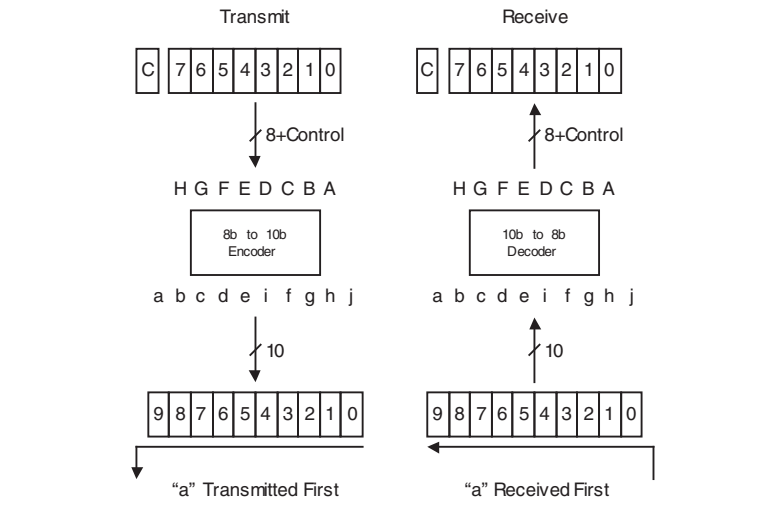 Transmit Receive
C 7 6 5 4 3 2 1 0 C 7 6 5 4 3 2 1 0
8+Control 8+Control
H G F E D C B A H G F E D C B A
8b to 10b 10b to 8b
Encoder Decoder
a b c d e i f g h j a b c d e i f g h j
10 10
9 8 7 6 5 4 3 2 1 0 9 8 7 6 5 4 3 2 1 0
“a” Transmitted First “a” Received First